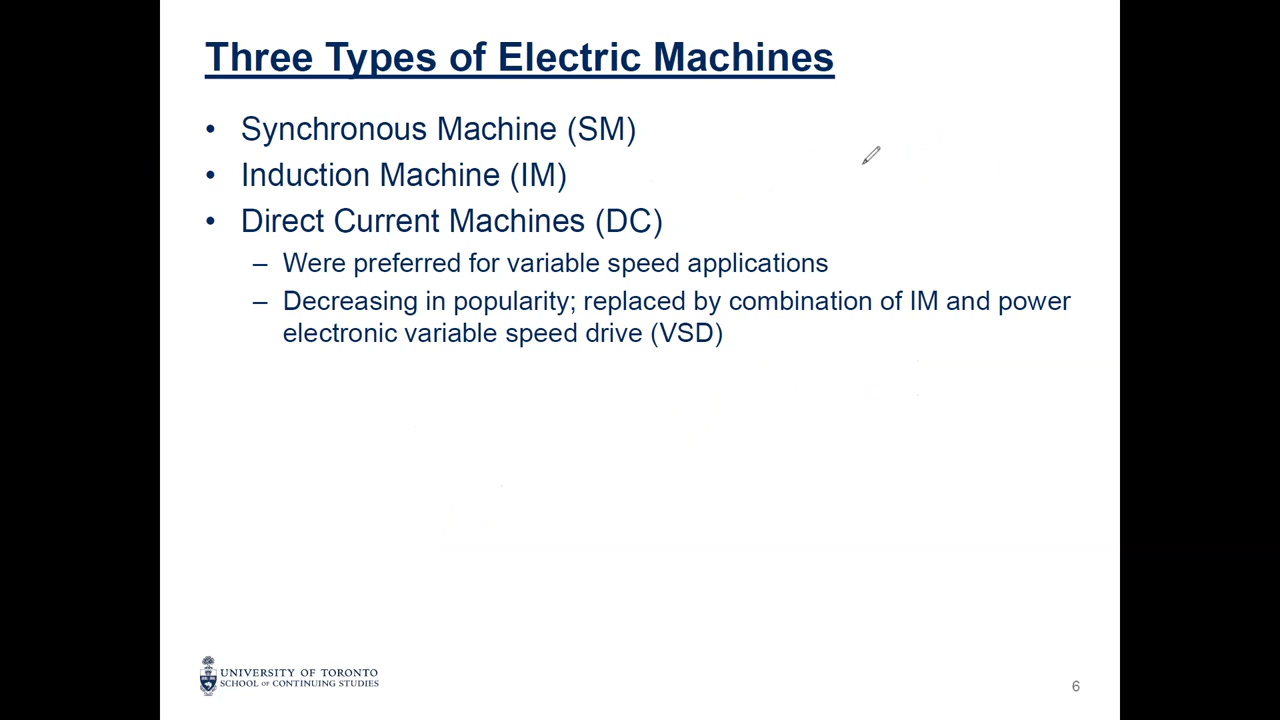 Three Types of Electric Machines
• Synchronous Machine (SM)
• Induction Machine (IM)
• Direct Current Machines (DC)
– Were preferred for variable speed applications
– Decreasing in popularity; replaced by combination of IM and power
electronic variable speed drive (VSD)
UNIVERSITY OF TORONTO
SCHOOL OF CONTINUING STUDIES
6